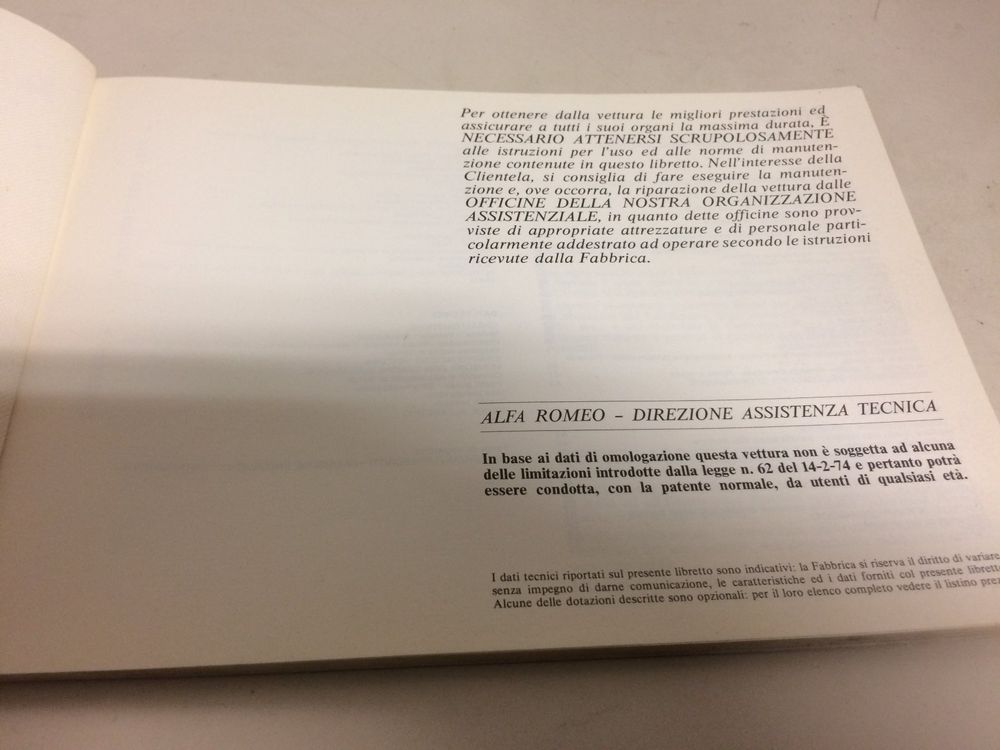 Per ottenere dalla vettura le migliori prestazioni ed
assicurare a tutti i suoi organi la massima durata, È
NECESSARIO ATTENERSI SCRUPOLOSAMENTE
alle istruzioni per l'uso ed alle norme di manuten-
zione contenute in questo libretto. Nell'interesse della
Clientela, si consiglia di fare eseguire la manuten-
zione e, ove occorra, la riparazione della vettura dalle
OFFICINE DELLA NOSTRA ORGANIZZAZIONE
ASSISTENZIALE, in quanto dette officine sono prov-
viste di appropriate attrezzature e di personale parti-
colarmente addestrato ad operare secondo le istruzioni
ricevute dalla Fabbrica.
ALFA ROMEO – DIREZIONE ASSISTENZA TECNICA
In base ai dati di omologazione questa vettura non è soggetta ad alcuna
delle limitazioni introdotte dalla legge n. 62 del 14-2-74 e pertanto potrà
essere condotta, con la patente normale, da utenti di qualsiasi età.
I dati tecnici riportati sul presente libretto sono indicativi: la Fabbrica si riserva il diritto di variare,
senza impegno di darne comunicazione, le caratteristiche ed i dati forniti col presente libretto
Alcune delle dotazioni descritte sono opzionali: per il loro elenco completo vedere il listino